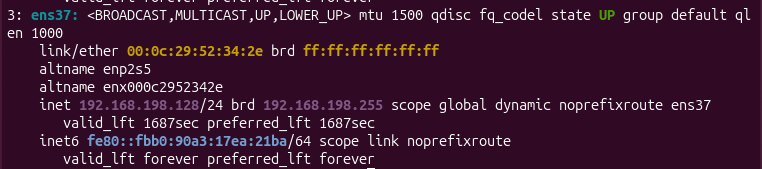 valid_lft forever preferred_lft forever
3: ens37: <BROADCAST,MULTICAST,UP,LOWER_UP> mtu 1500 qdisc fq_codel state UP group default ql
en 1000
    link/ether 00:0c:29:52:34:2e brd ff:ff:ff:ff:ff:ff
    altname enp2s5
    altname enx000c2952342e
    inet 192.168.198.128/24 brd 192.168.198.255 scope global dynamic noprefixroute ens37
       valid_lft 1687sec preferred_lft 1687sec
    inet6 fe80::fbb0:90a3:17ea:21ba/64 scope link noprefixroute
       valid_lft forever preferred_lft forever